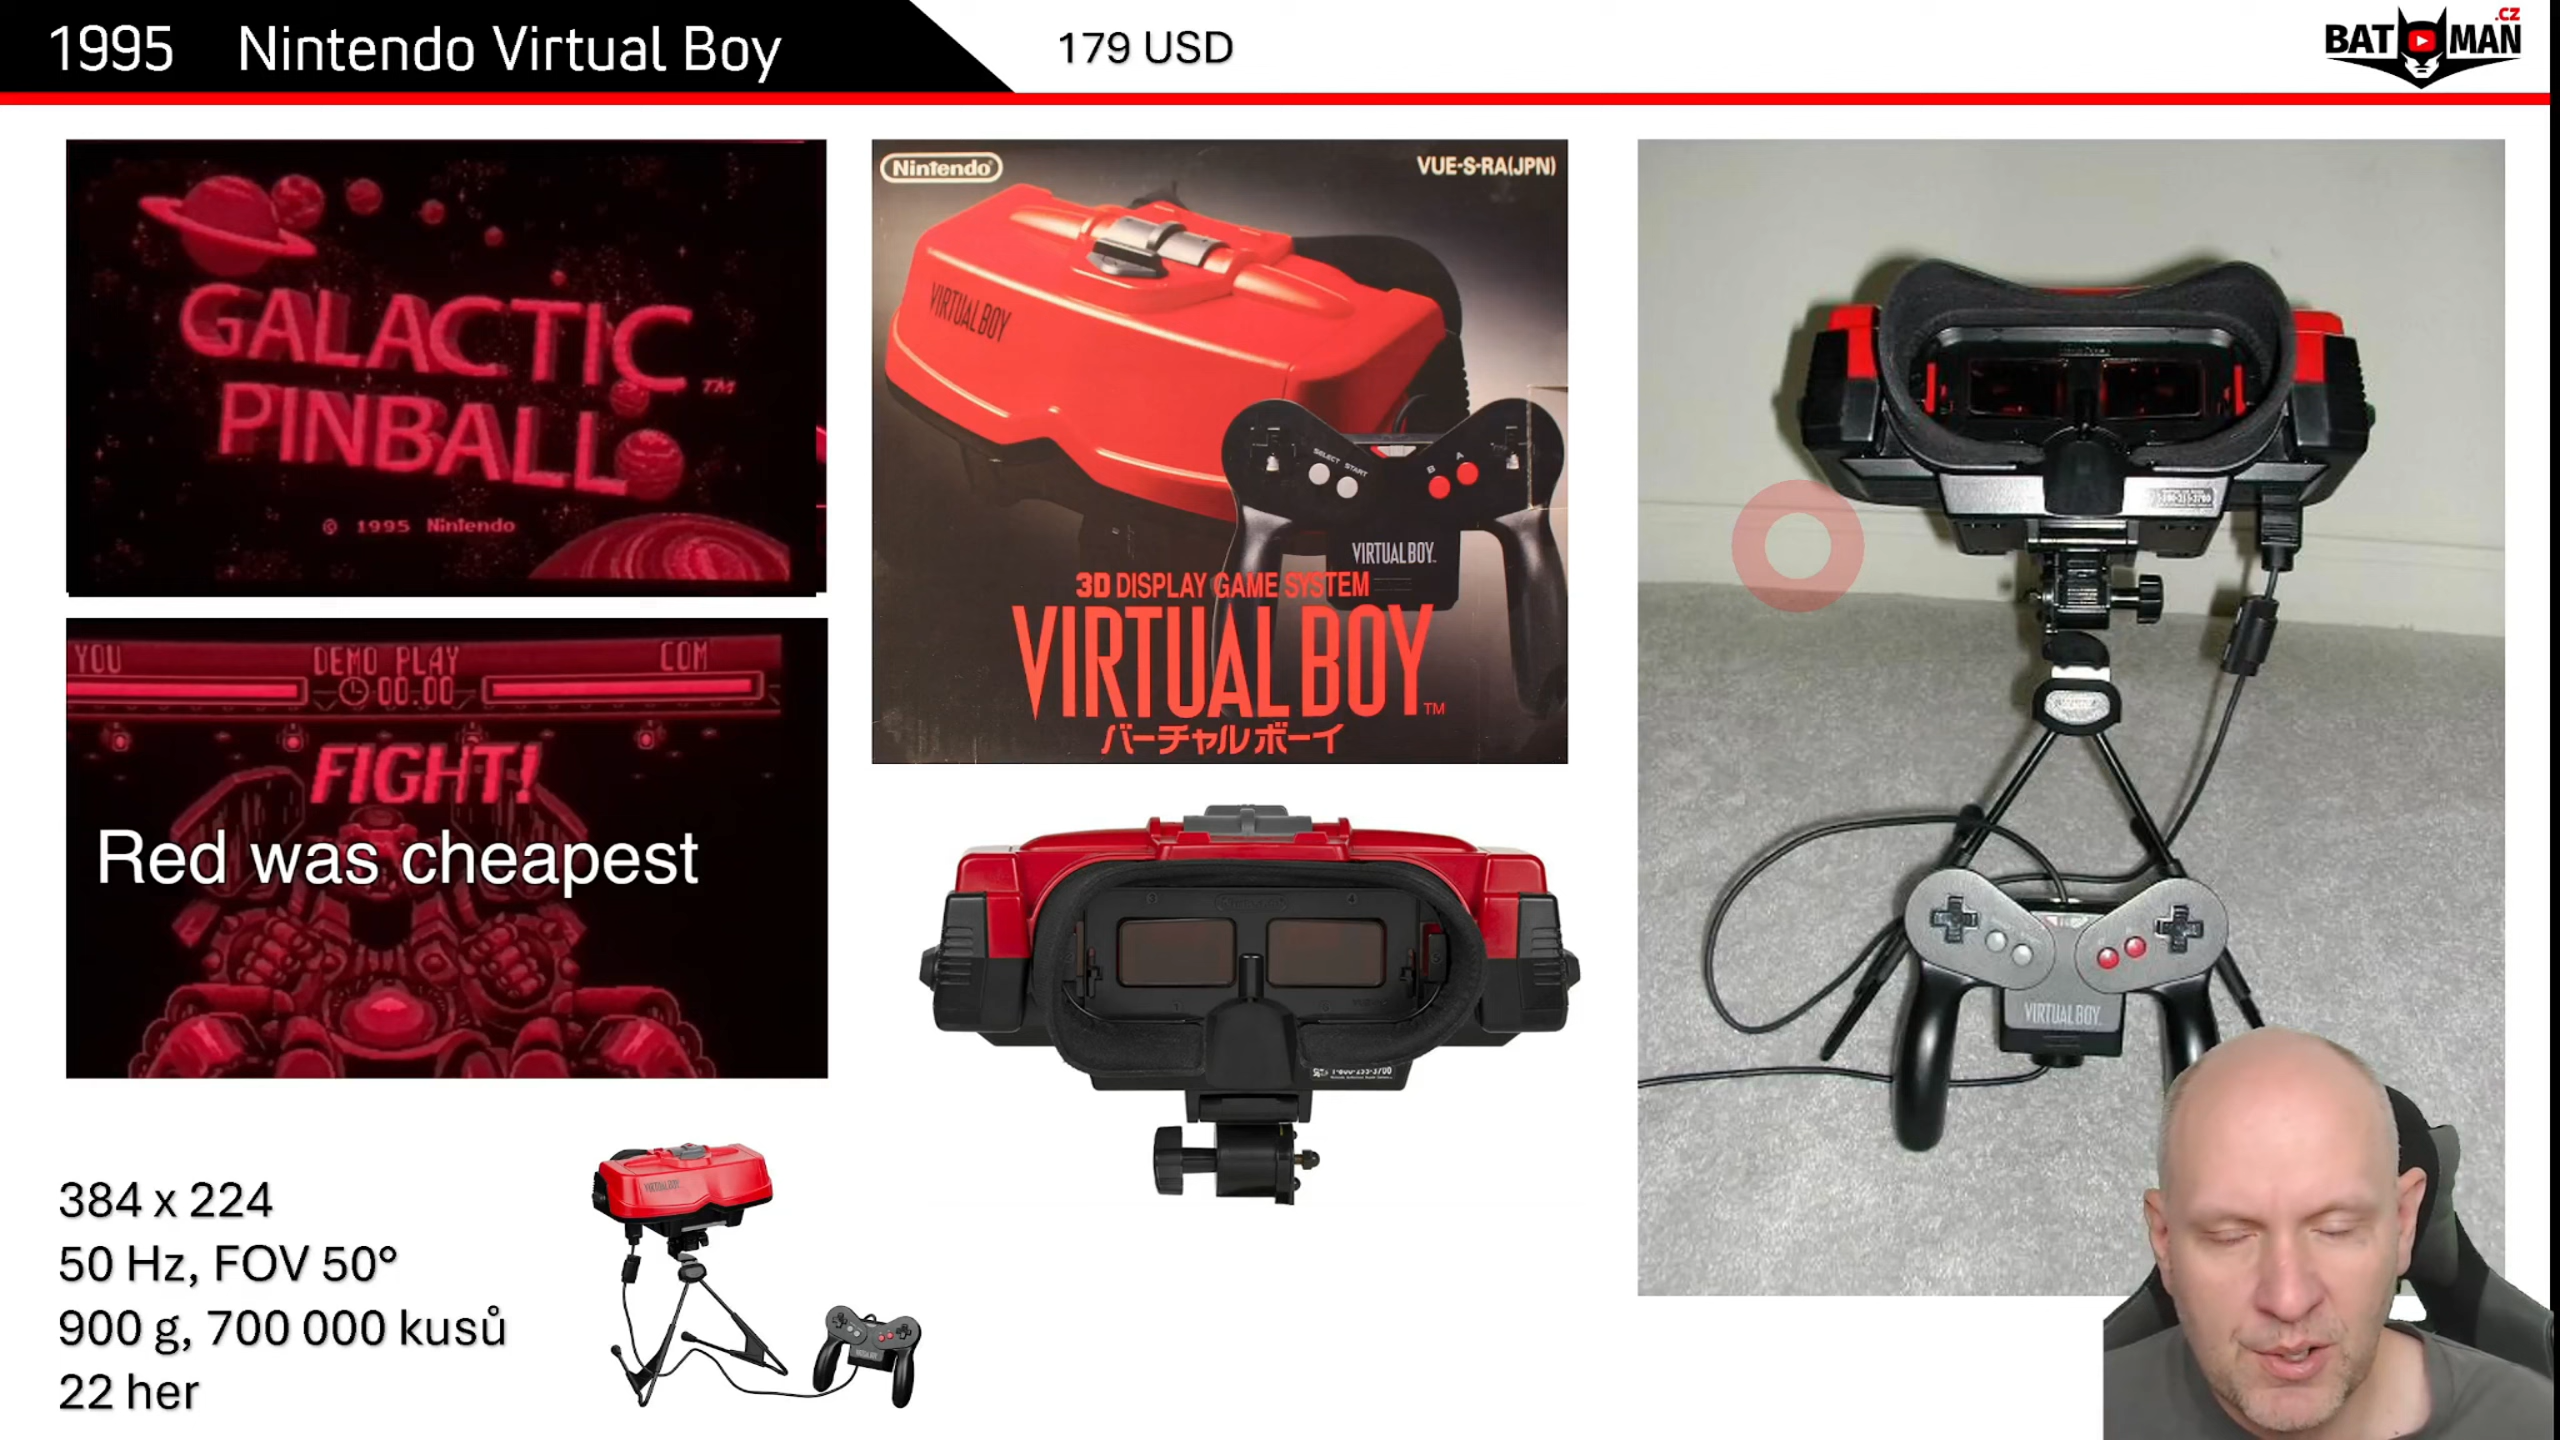 1995 Nintendo Virtual Boy
179 USD
BAT MAN
.CZ
GALACTIC
PINBALL
TM
© 1995 Nintendo
YOU
DEMO PLAY
COM
00.00
FIGHT!
Red was cheapest
Nintendo
VUE-S-RA(JPN)
VIRTUAL BOY
SELECT
START
B
A
VIRTUAL BOY
3D DISPLAY GAME SYSTEM
VIRTUAL BOY
TM
バーチャルボーイ
VIRTUAL BOY
384 x 224
50 Hz, FOV 50°
900 g, 700 000 kusů
22 her